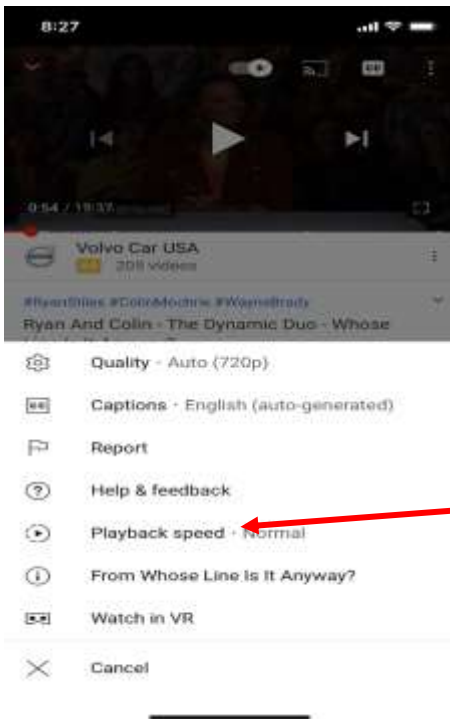 8:27
0:54 / 19:37
Volvo Car USA
Ad 209 videos
#RyanStiles #ColinMochrie #WayneBrady
Ryan And Colin - The Dynamic Duo - Whose
Quality · Auto (720p)
Captions · English (auto-generated)
Report
Help & feedback
Playback speed · Normal
From Whose Line Is It Anyway?
Watch in VR
Cancel